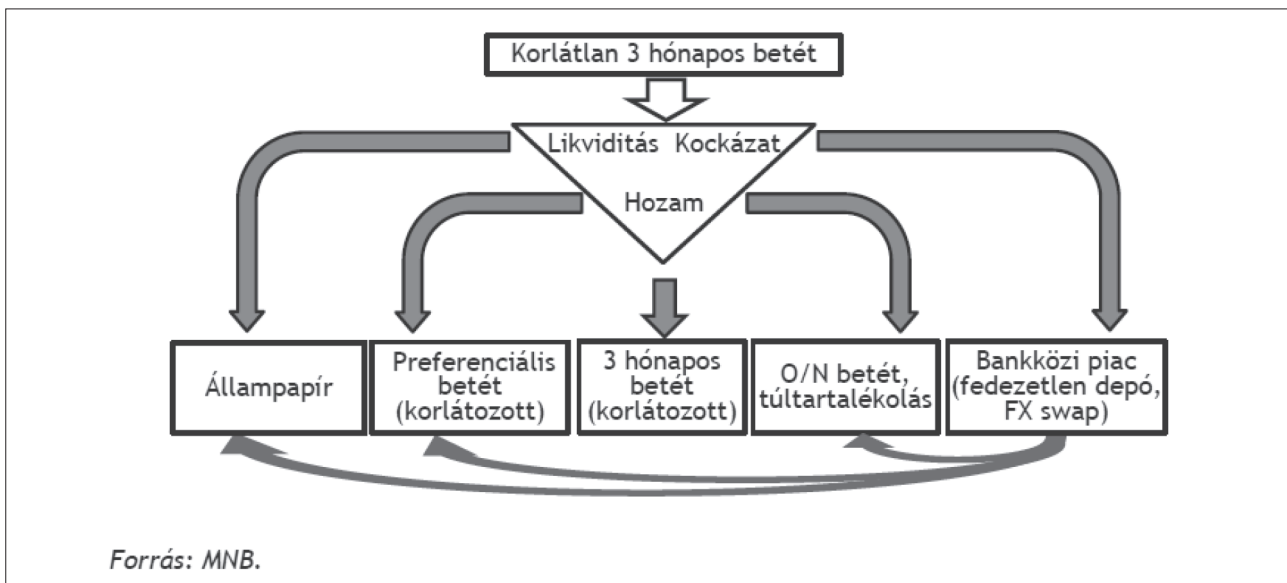 Korlátlan 3 hónapos betét
Likviditás Kockázat
Hozam
Állampapír
Preferenciális
betét
(korlátozott)
3 hónapos
betét
(korlátozott)
O/N betét,
túltartalékolás
Bankközi piac
(fedezetlen depó,
FX swap)
Forrás: MNB.